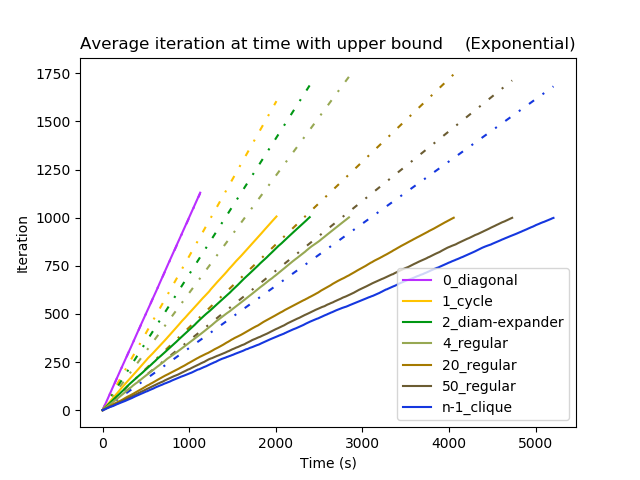 Average iteration at time with upper bound (Exponential)
1750
1500
1250
1000
750
500
250
0
Iteration
0 1000 2000 3000 4000 5000
Time (s)
0_diagonal
1_cycle
2_diam-expander
4_regular
20_regular
50_regular
n-1_clique